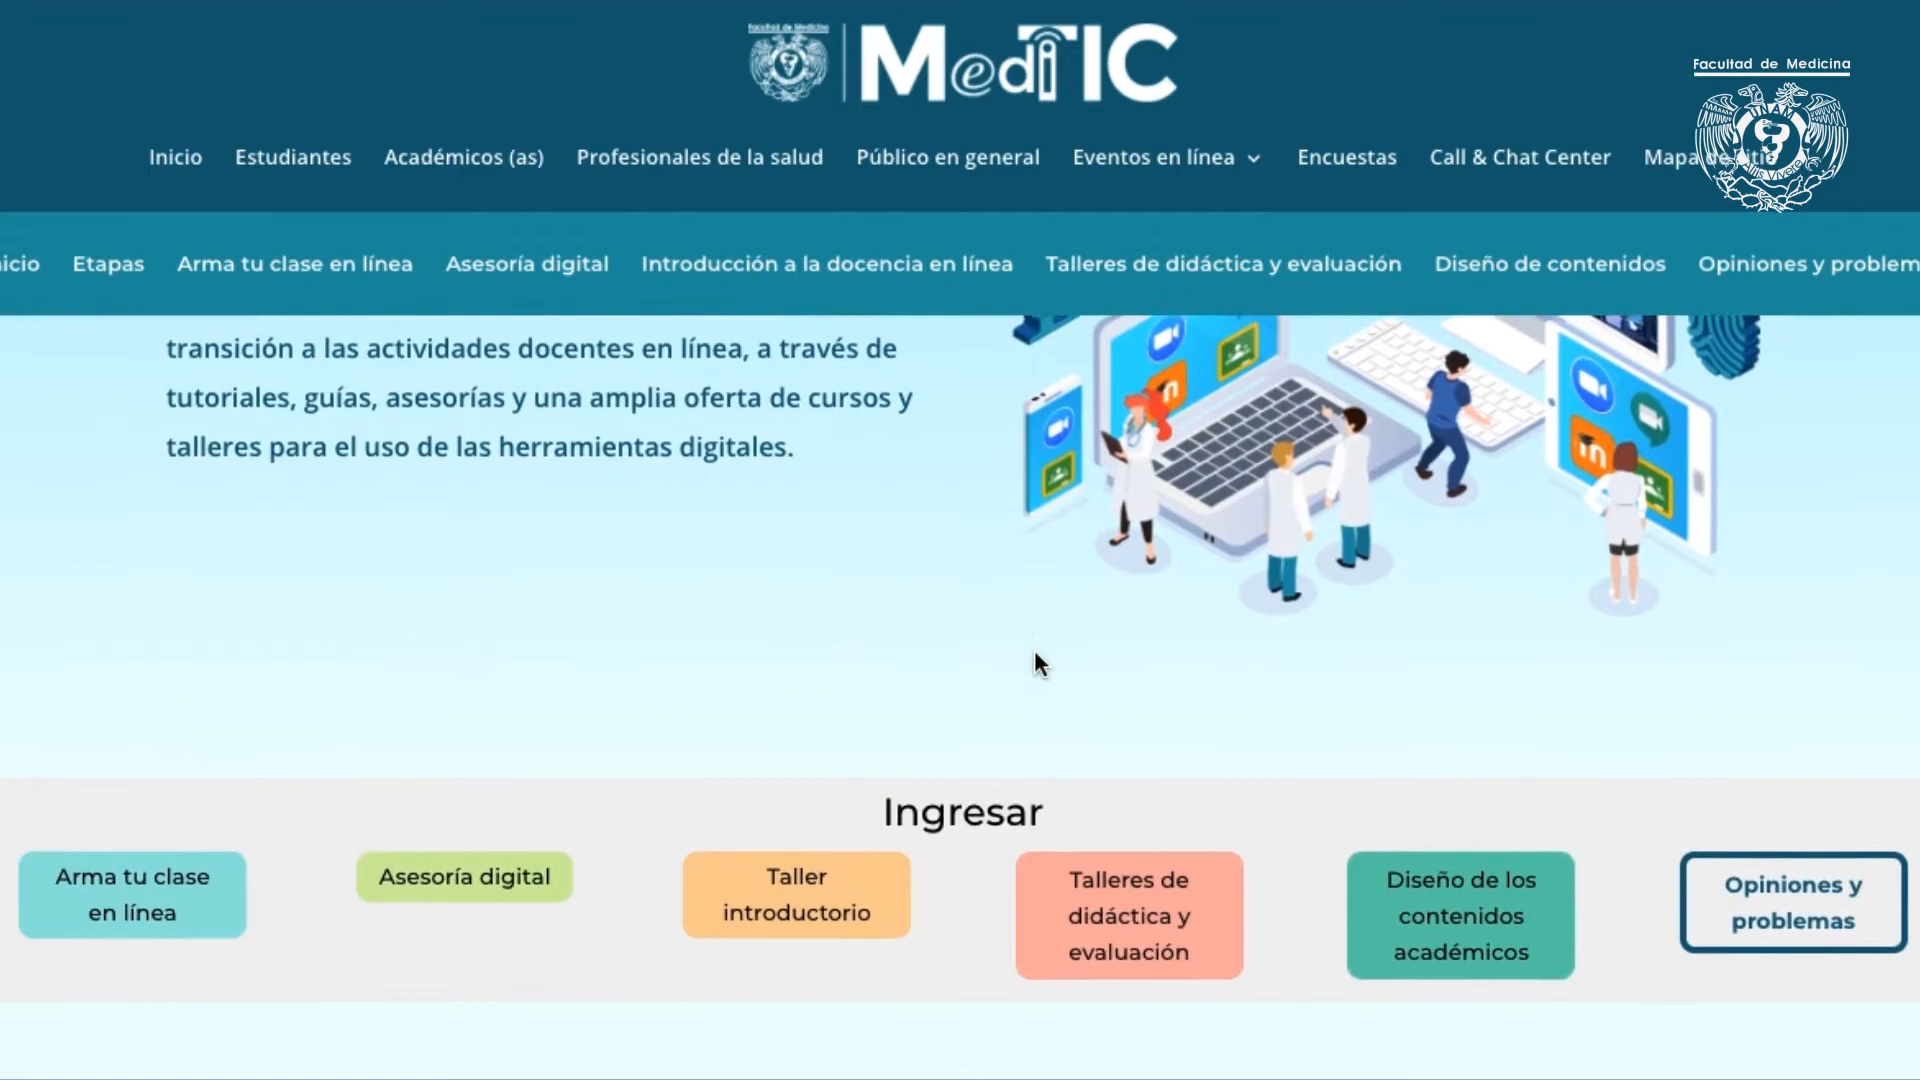 Facultad de Medicina
MediTIC
Facultad de Medicina
UNAM
Inicio Estudiantes Académicos (as) Profesionales de la salud Público en general Eventos en línea Encuestas Call & Chat Center Mapa de
icio Etapas Arma tu clase en línea Asesoría digital Introducción a la docencia en línea Talleres de didáctica y evaluación Diseño de contenidos Opiniones y problem
transición a las actividades docentes en línea, a través de
tutoriales, guías, asesorías y una amplia oferta de cursos y
talleres para el uso de las herramientas digitales.
Ingresar
Arma tu clase
en línea
Asesoría digital
Taller
introductorio
Talleres de
didáctica y
evaluación
Diseño de los
contenidos
académicos
Opiniones y
problemas